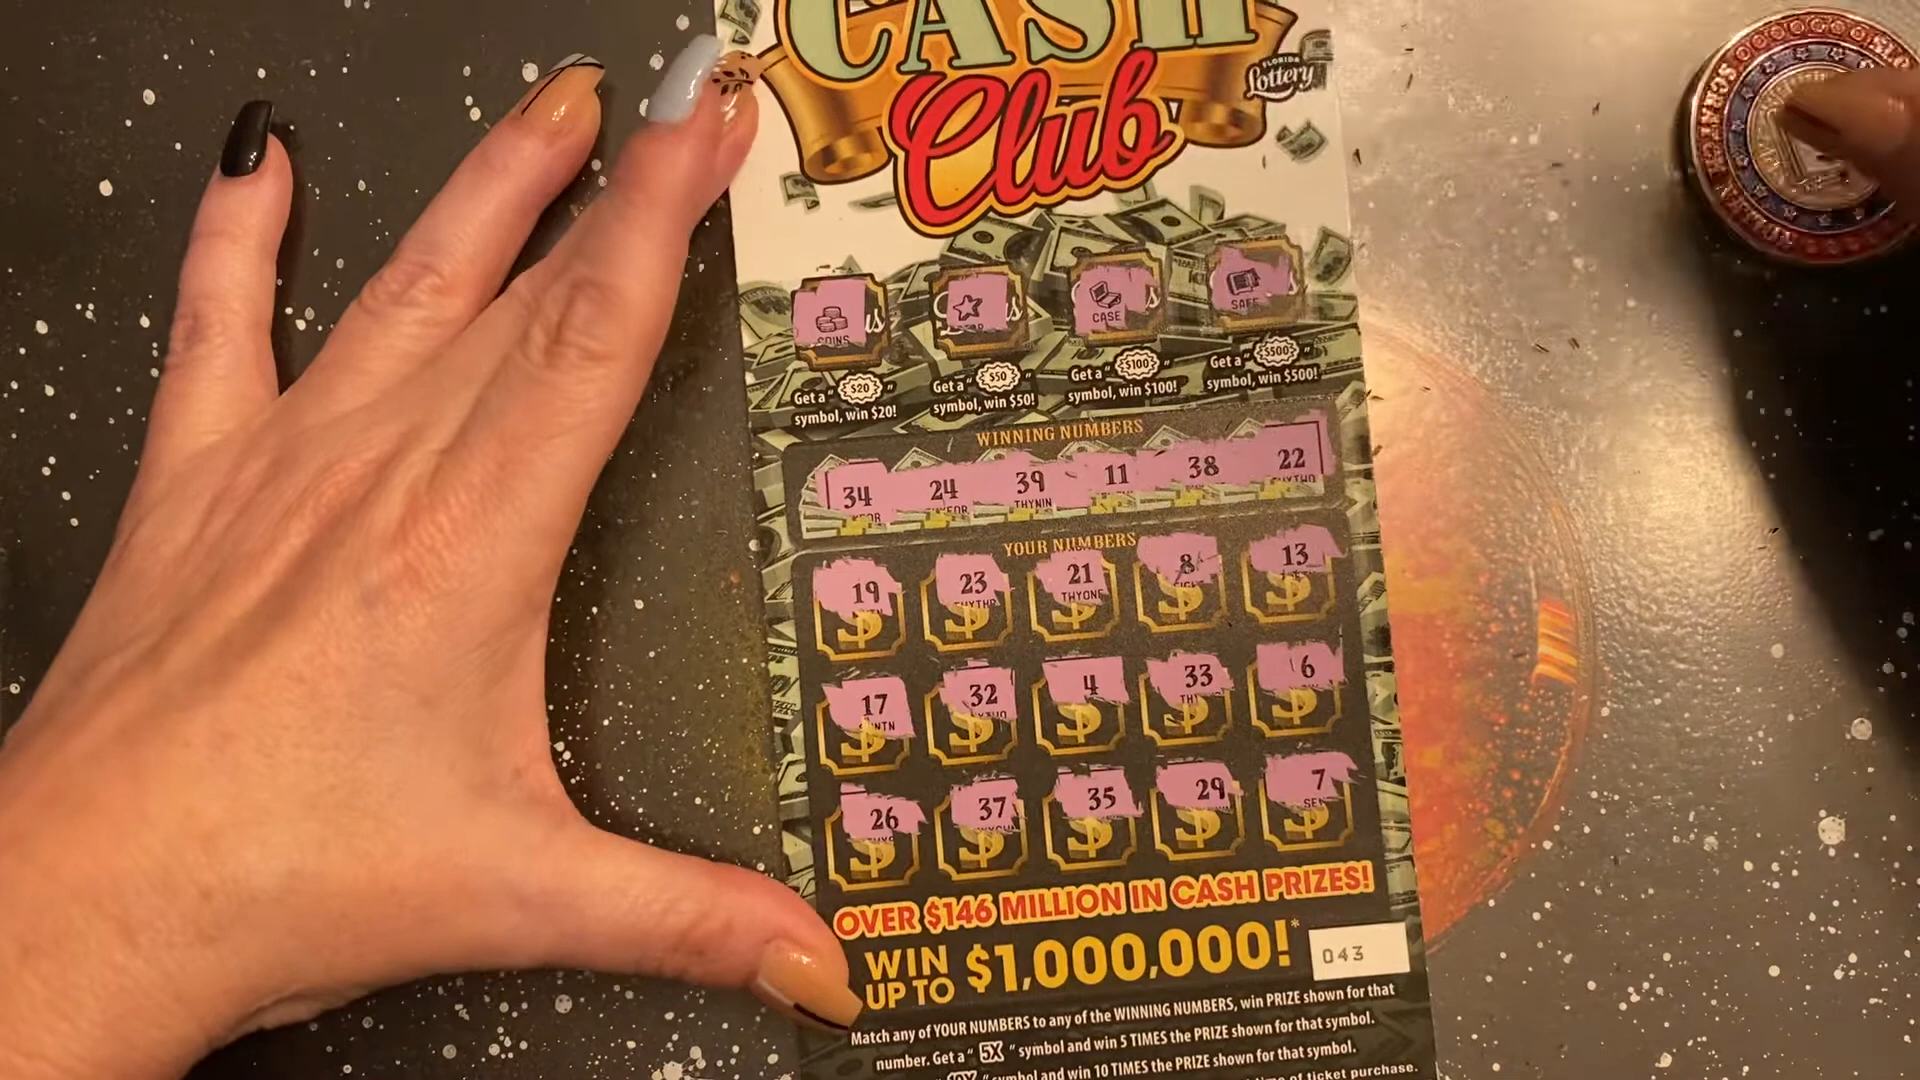 CASH
Club
FLORIDA
Lottery
COINS
CASE
SAFE
Get a "$20" symbol, win $20!
Get a "$50" symbol, win $50!
Get a "$100" symbol, win $100!
Get a "$500" symbol, win $500!
WINNING NUMBERS
34 24 39 11 38 22
THYNIN
YOUR NUMBERS
19 23 21 8 13
THYONE
17 32 4 33 6
26 37 35 29 7
OVER $146 MILLION IN CASH PRIZES!
WIN UP TO $1,000,000!*
043
Match any of YOUR NUMBERS to any of the WINNING NUMBERS, win PRIZE shown for that
number. Get a "5X" symbol and win 5 TIMES the PRIZE shown for that symbol.
symbol and win 10 TIMES the PRIZE shown for that symbol.
of ticket purchase.